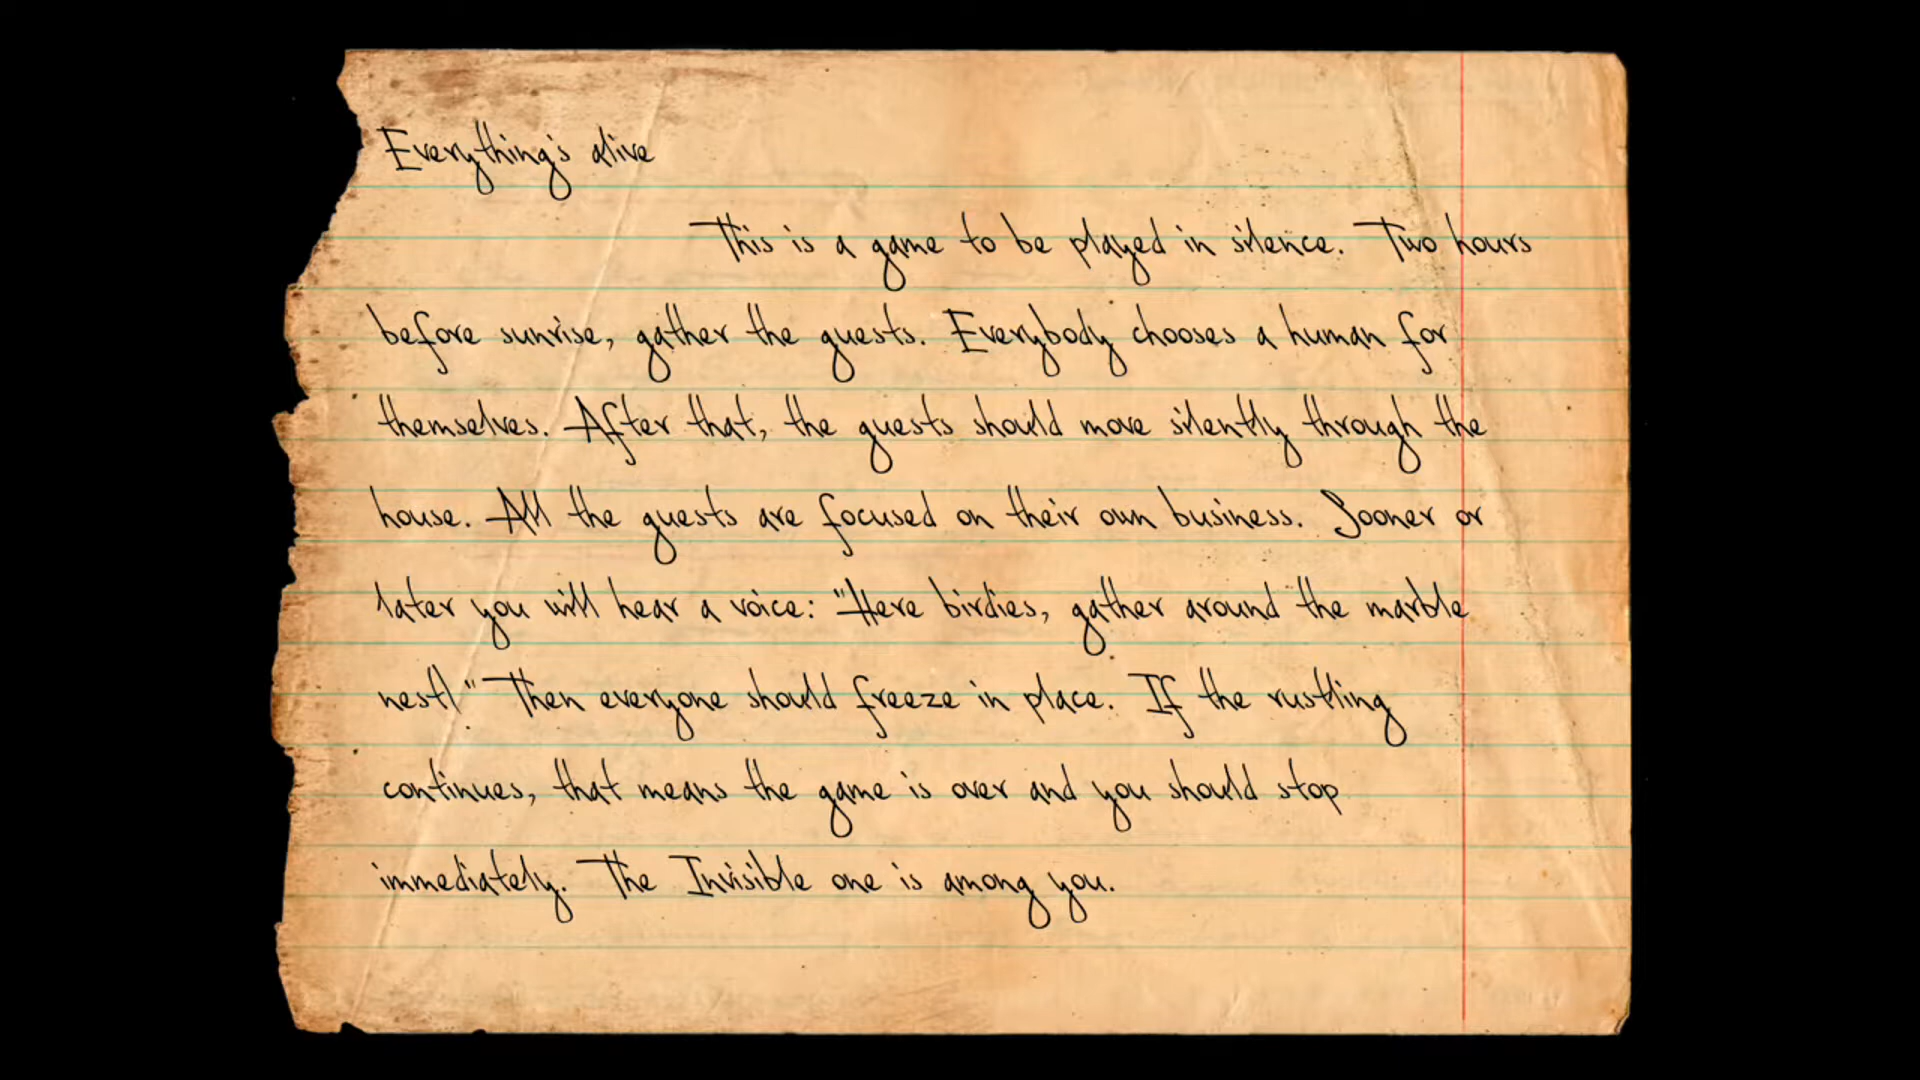 Everything's alive
This is a game to be played in silence. Two hours
before sunrise, gather the guests. Everybody chooses a human for
themselves. After that, the guests should move silently through the
house. All the guests are focused on their own business. Sooner or
later you will hear a voice: "Here birdies, gather around the marble
nest!" Then everyone should freeze in place. If the rustling
continues, that means the game is over and you should stop
immediately. The Invisible one is among you.